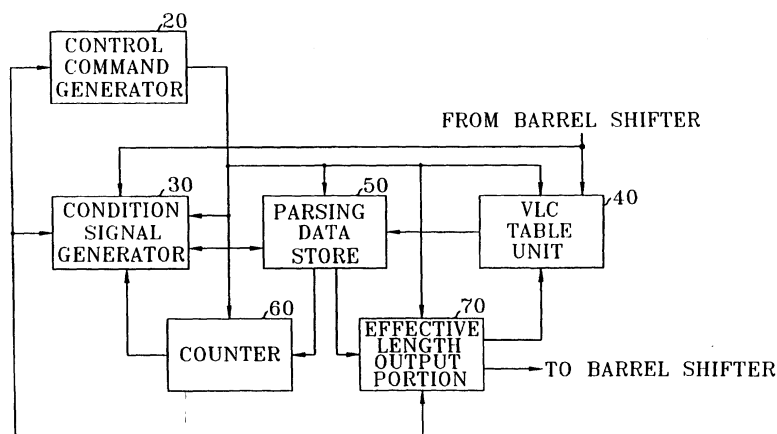 20
CONTROL
COMMAND
GENERATOR
FROM BARREL SHIFTER
30
CONDITION
SIGNAL
GENERATOR
50
PARSING
DATA
STORE
40
VLC
TABLE
UNIT
60
COUNTER
70
EFFECTIVE
LENGTH
OUTPUT
PORTION
TO BARREL SHIFTER